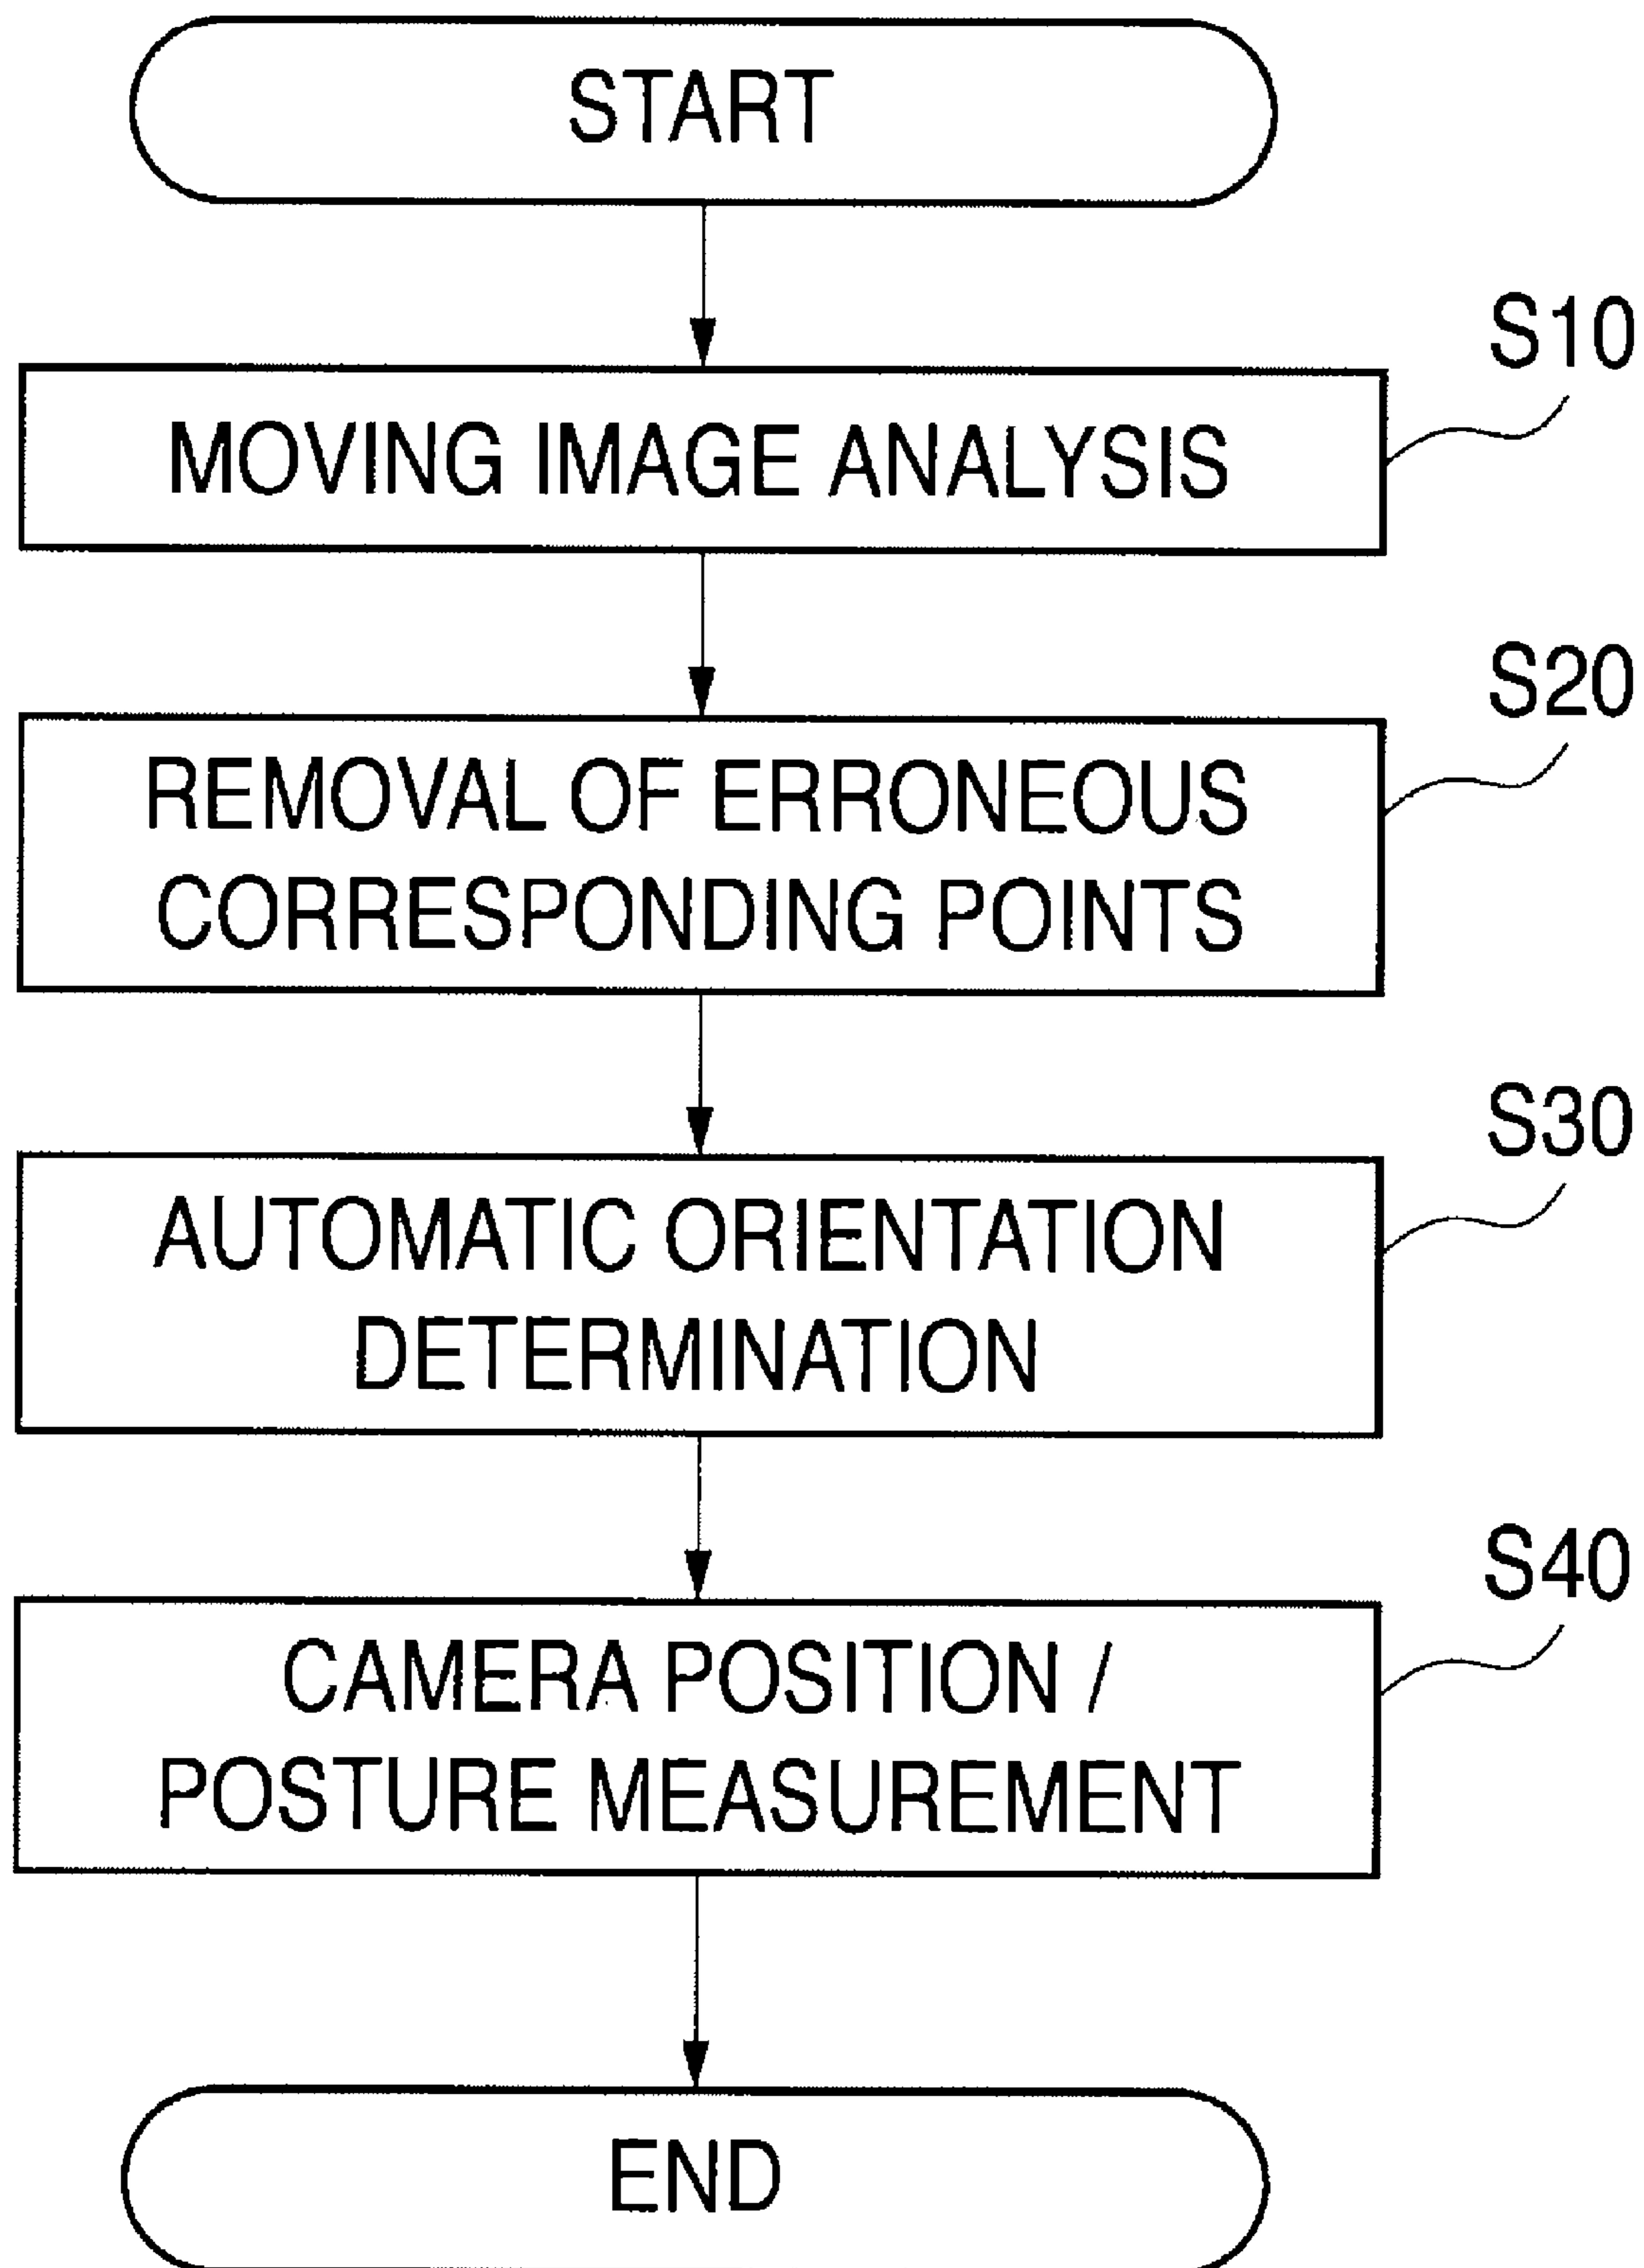 START
S10
MOVING IMAGE ANALYSIS
S20
REMOVAL OF ERRONEOUS
CORRESPONDING POINTS
S30
AUTOMATIC ORIENTATION
DETERMINATION
S40
CAMERA POSITION /
POSTURE MEASUREMENT
END